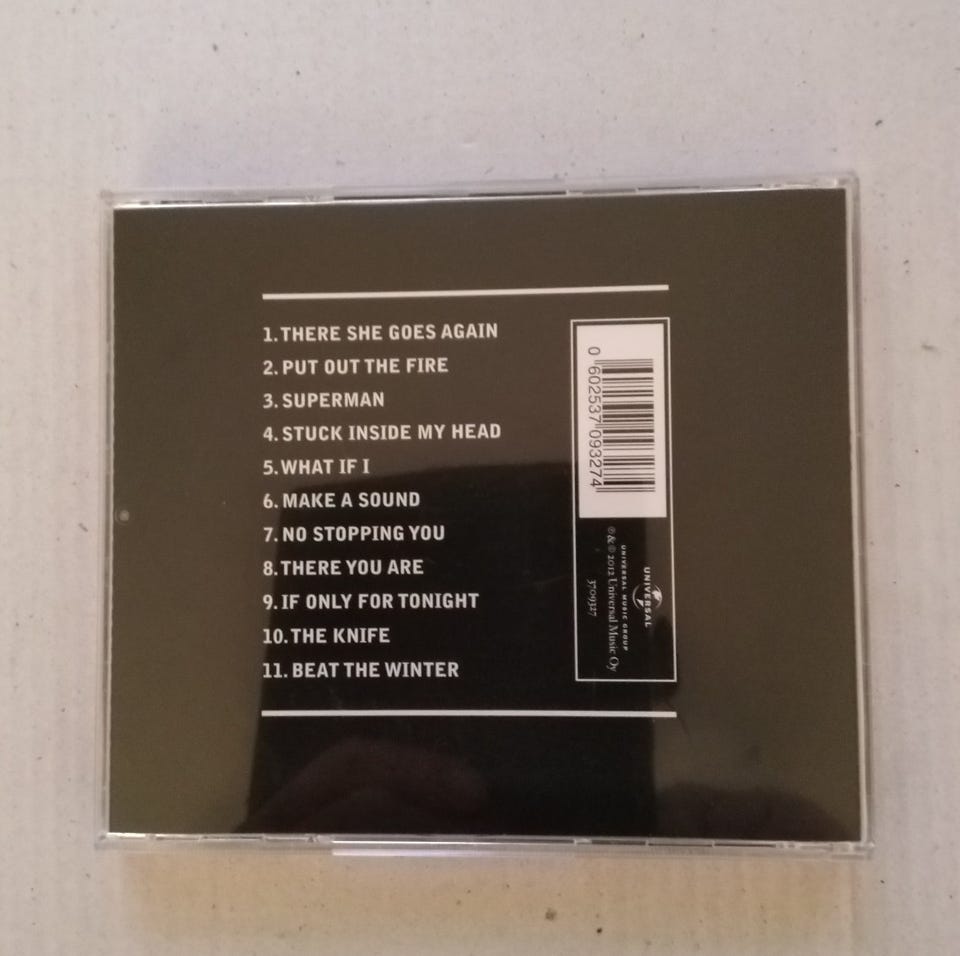 1. THERE SHE GOES AGAIN
2. PUT OUT THE FIRE
3. SUPERMAN
4. STUCK INSIDE MY HEAD
5. WHAT IF I
6. MAKE A SOUND
7. NO STOPPING YOU
8. THERE YOU ARE
9. IF ONLY FOR TONIGHT
10. THE KNIFE
11. BEAT THE WINTER
0 602537 093274
UNIVERSAL
UNIVERSAL MUSIC GROUP
℗ & © 2012 Universal Music Oy
3709327